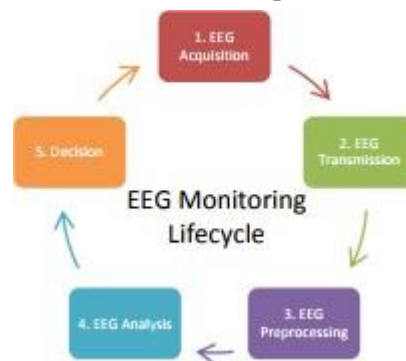 1. EEG
Acquisition
2. EEG
Transmission
3. EEG
Preprocessing
4. EEG Analysis
5. Decision
EEG Monitoring
Lifecycle